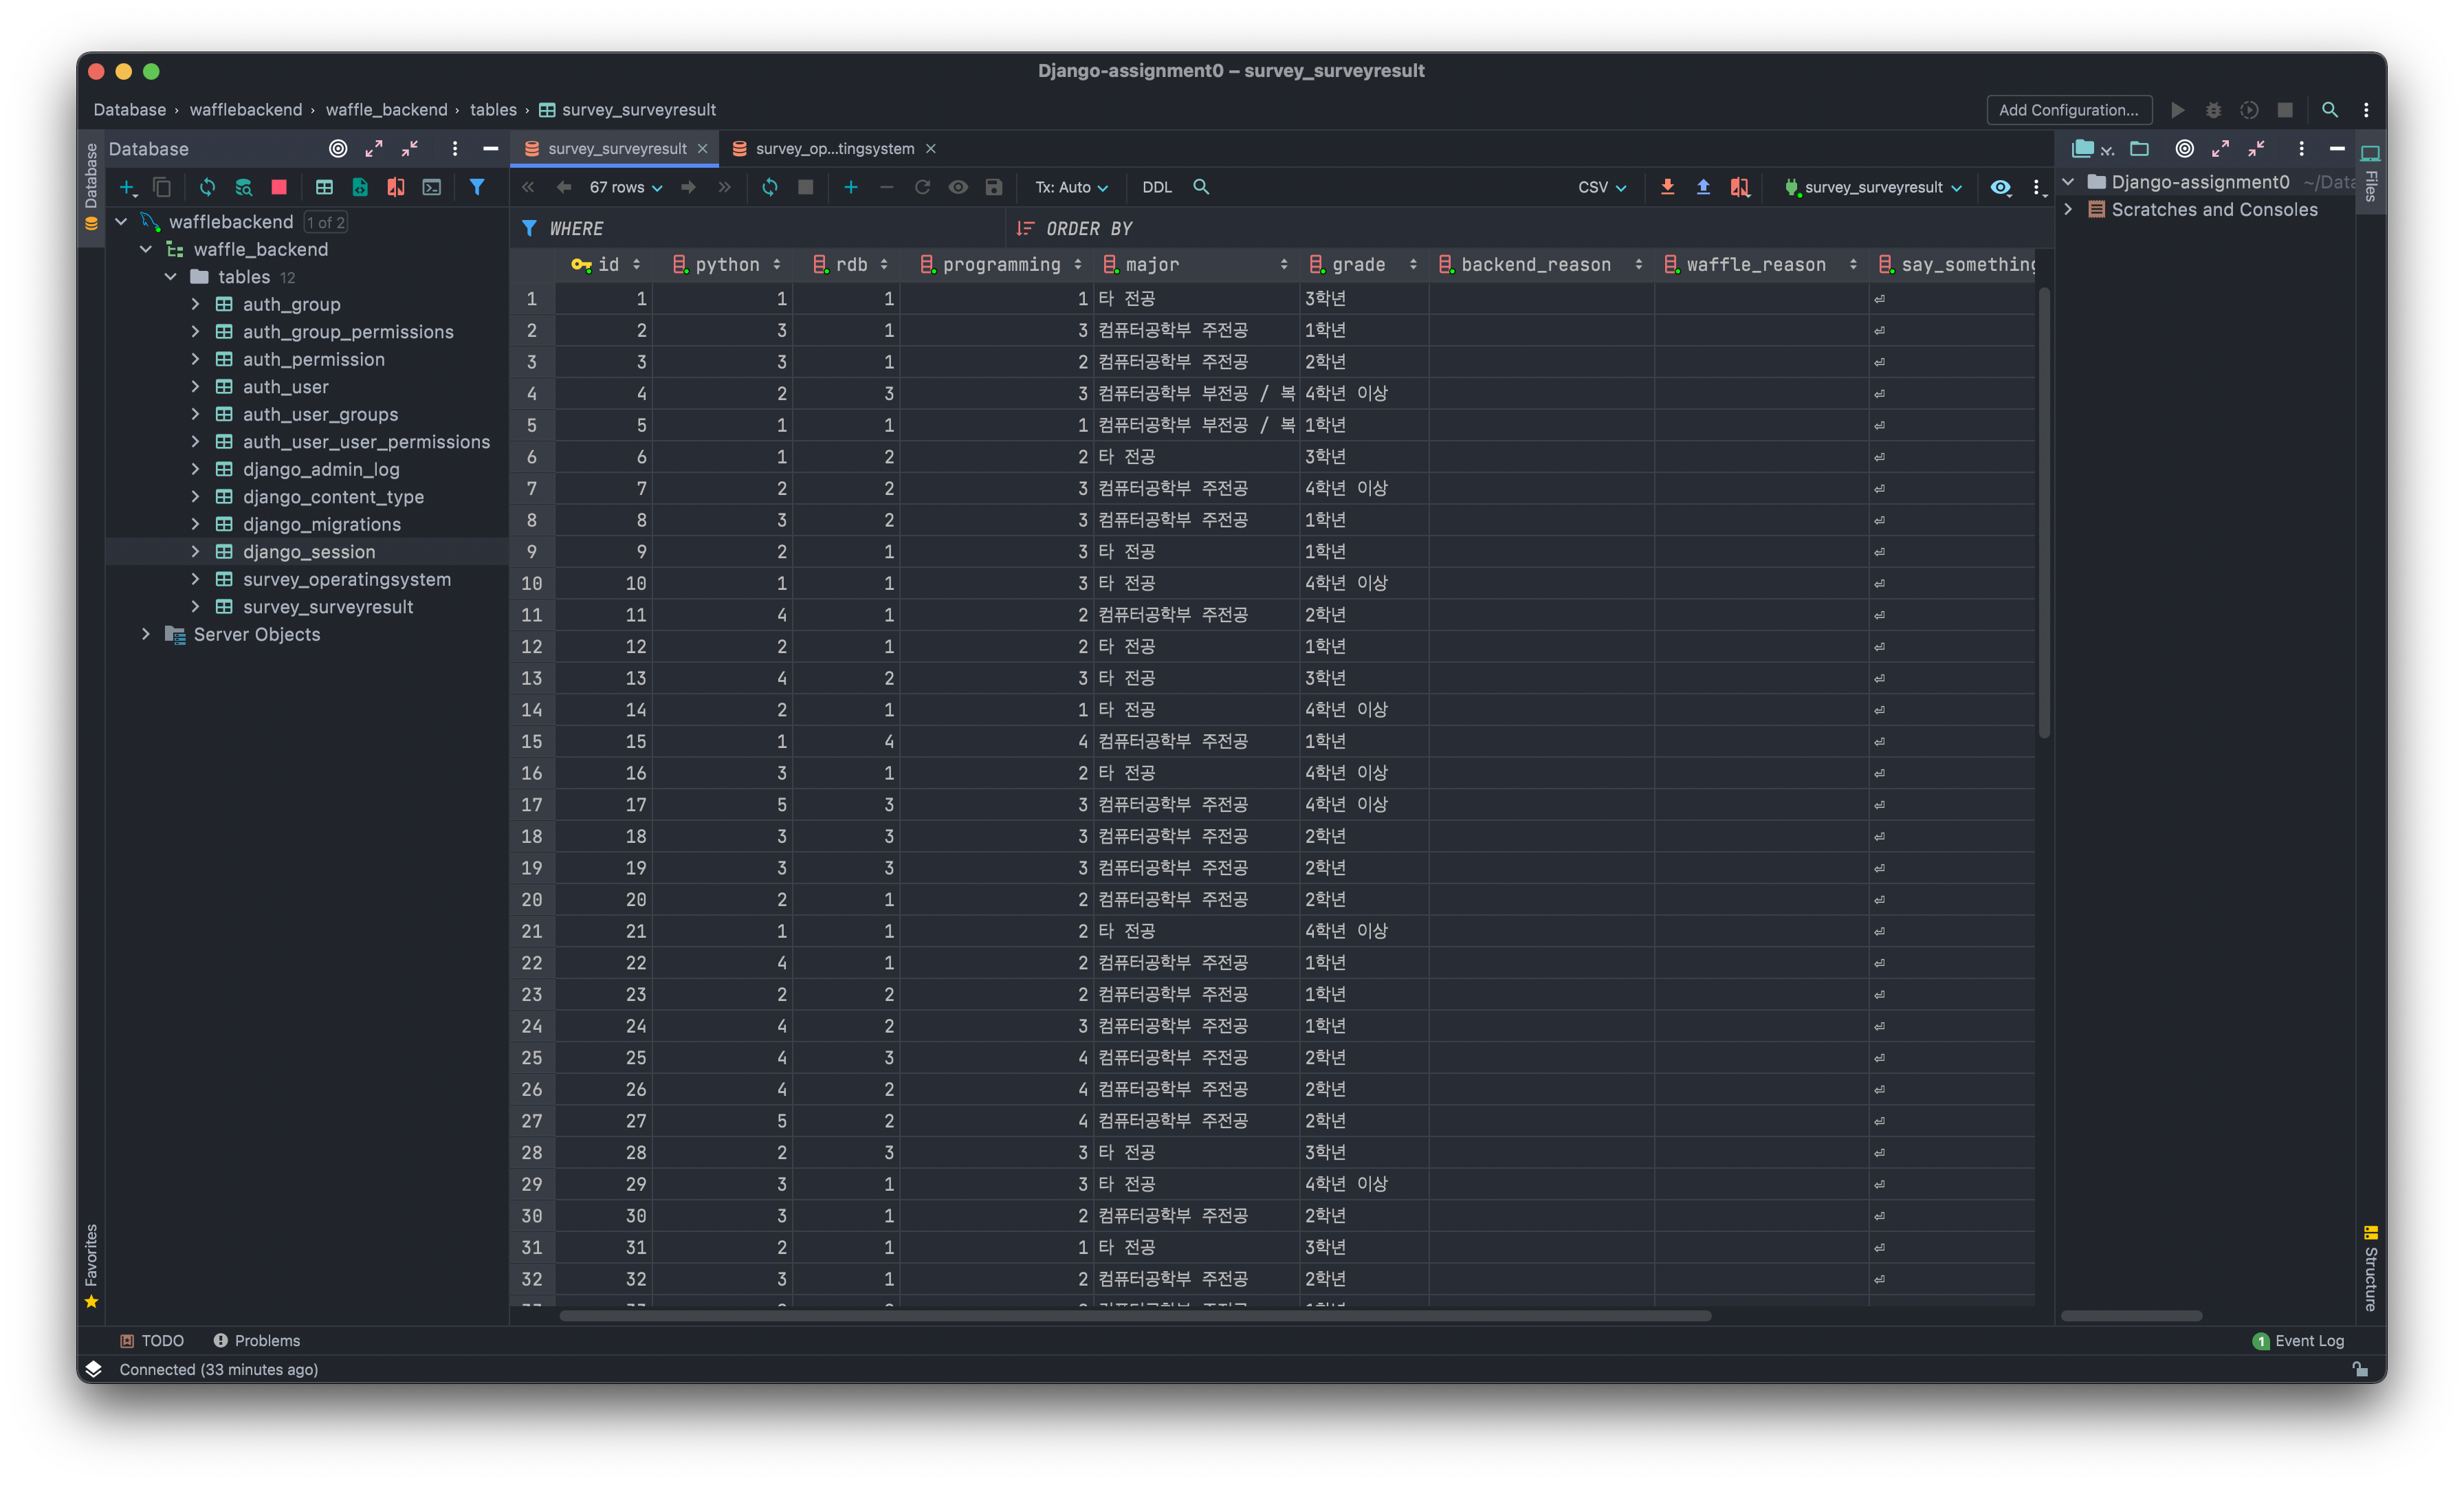 Django-assignment0 – survey_surveyresult
Database › wafflebackend › waffle_backend › tables › survey_surveyresult
Add Configuration...
Database
Database
survey_surveyresult
survey_op...tingsystem
67 rows
Tx: Auto
DDL
CSV
survey_surveyresult
Files
Django-assignment0 ~/Data
Scratches and Consoles
wafflebackend 1 of 2
waffle_backend
tables 12
auth_group
auth_group_permissions
auth_permission
auth_user
auth_user_groups
auth_user_user_permissions
django_admin_log
django_content_type
django_migrations
django_session
survey_operatingsystem
survey_surveyresult
Server Objects
WHERE
ORDER BY
id python rdb programming major grade backend_reason waffle_reason say_something
1 1 1 1 1 타 전공 3학년 ⏎
2 2 3 1 3 컴퓨터공학부 주전공 1학년 ⏎
3 3 3 1 2 컴퓨터공학부 주전공 2학년 ⏎
4 4 2 3 3 컴퓨터공학부 부전공 / 복 4학년 이상 ⏎
5 5 1 1 1 컴퓨터공학부 부전공 / 복 1학년 ⏎
6 6 1 2 2 타 전공 3학년 ⏎
7 7 2 2 3 컴퓨터공학부 주전공 4학년 이상 ⏎
8 8 3 2 3 컴퓨터공학부 주전공 1학년 ⏎
9 9 2 1 3 타 전공 1학년 ⏎
10 10 1 1 3 타 전공 4학년 이상 ⏎
11 11 4 1 2 컴퓨터공학부 주전공 2학년 ⏎
12 12 2 1 2 타 전공 1학년 ⏎
13 13 4 2 3 타 전공 3학년 ⏎
14 14 2 1 1 타 전공 4학년 이상 ⏎
15 15 1 4 4 컴퓨터공학부 주전공 1학년 ⏎
16 16 3 1 2 타 전공 4학년 이상 ⏎
17 17 5 3 3 컴퓨터공학부 주전공 4학년 이상 ⏎
18 18 3 3 3 컴퓨터공학부 주전공 2학년 ⏎
19 19 3 3 3 컴퓨터공학부 주전공 2학년 ⏎
20 20 2 1 2 컴퓨터공학부 주전공 2학년 ⏎
21 21 1 1 2 타 전공 4학년 이상 ⏎
22 22 4 1 2 컴퓨터공학부 주전공 1학년 ⏎
23 23 2 2 2 컴퓨터공학부 주전공 1학년 ⏎
24 24 4 2 3 컴퓨터공학부 주전공 1학년 ⏎
25 25 4 3 4 컴퓨터공학부 주전공 2학년 ⏎
26 26 4 2 4 컴퓨터공학부 주전공 2학년 ⏎
27 27 5 2 4 컴퓨터공학부 주전공 2학년 ⏎
28 28 2 3 3 타 전공 3학년 ⏎
29 29 3 1 3 타 전공 4학년 이상 ⏎
30 30 3 1 2 컴퓨터공학부 주전공 2학년 ⏎
31 31 2 1 1 타 전공 3학년 ⏎
32 32 3 1 2 컴퓨터공학부 주전공 2학년 ⏎
Favorites
Structure
TODO
Problems
1 Event Log
Connected (33 minutes ago)